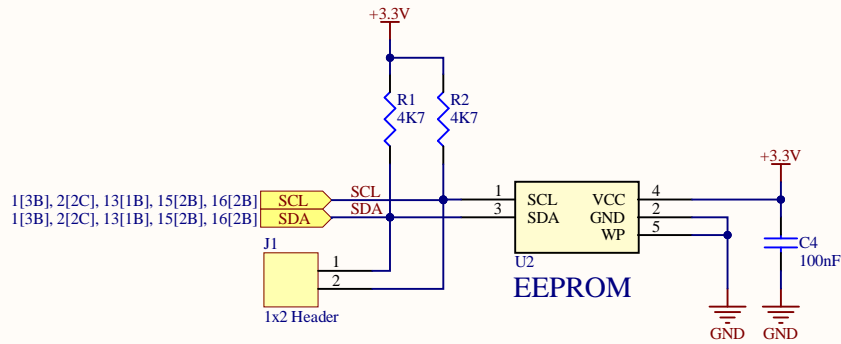 +3.3V
R1
4K7
R2
4K7
+3.3V
1[3B], 2[2C], 13[1B], 15[2B], 16[2B] SCL SCL 1 SCL VCC 4
1[3B], 2[2C], 13[1B], 15[2B], 16[2B] SDA SDA 3 SDA GND 2
WP 5
J1
1
2
1x2 Header
U2
EEPROM
C4
100nF
GND
GND